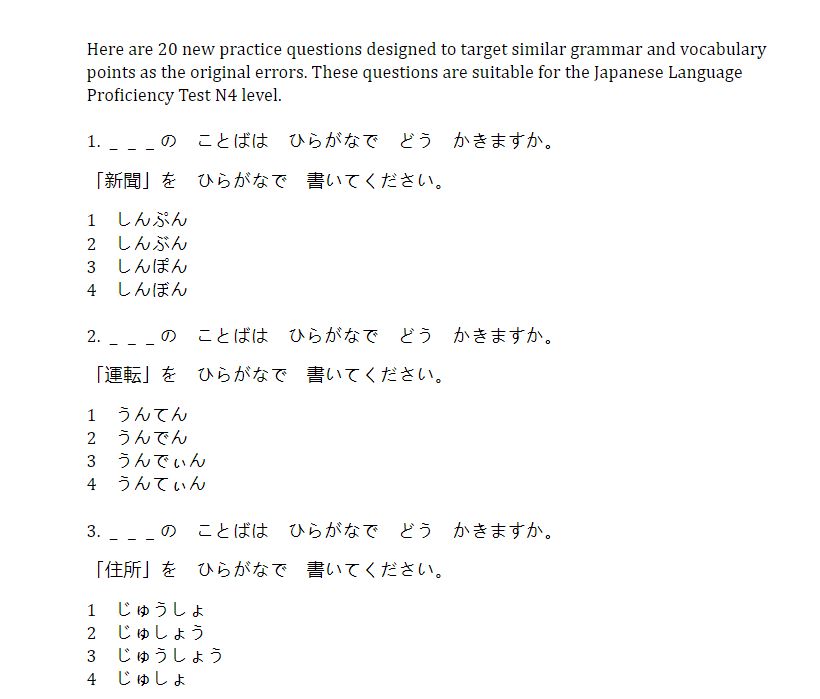 Here are 20 new practice questions designed to target similar grammar and vocabulary
points as the original errors. These questions are suitable for the Japanese Language
Proficiency Test N4 level.
1. _ _ _の　ことばは　ひらがなで　どう　かきますか。
「新聞」を　ひらがなで　書いてください。
1　しんぷん
2　しんぶん
3　しんぽん
4　しんぼん
2. _ _ _の　ことばは　ひらがなで　どう　かきますか。
「運転」を　ひらがなで　書いてください。
1　うんてん
2　うんでん
3　うんでぃん
4　うんてぃん
3. _ _ _の　ことばは　ひらがなで　どう　かきますか。
「住所」を　ひらがなで　書いてください。
1　じゅうしょ
2　じゅしょう
3　じゅうしょう
4　じゅしょ